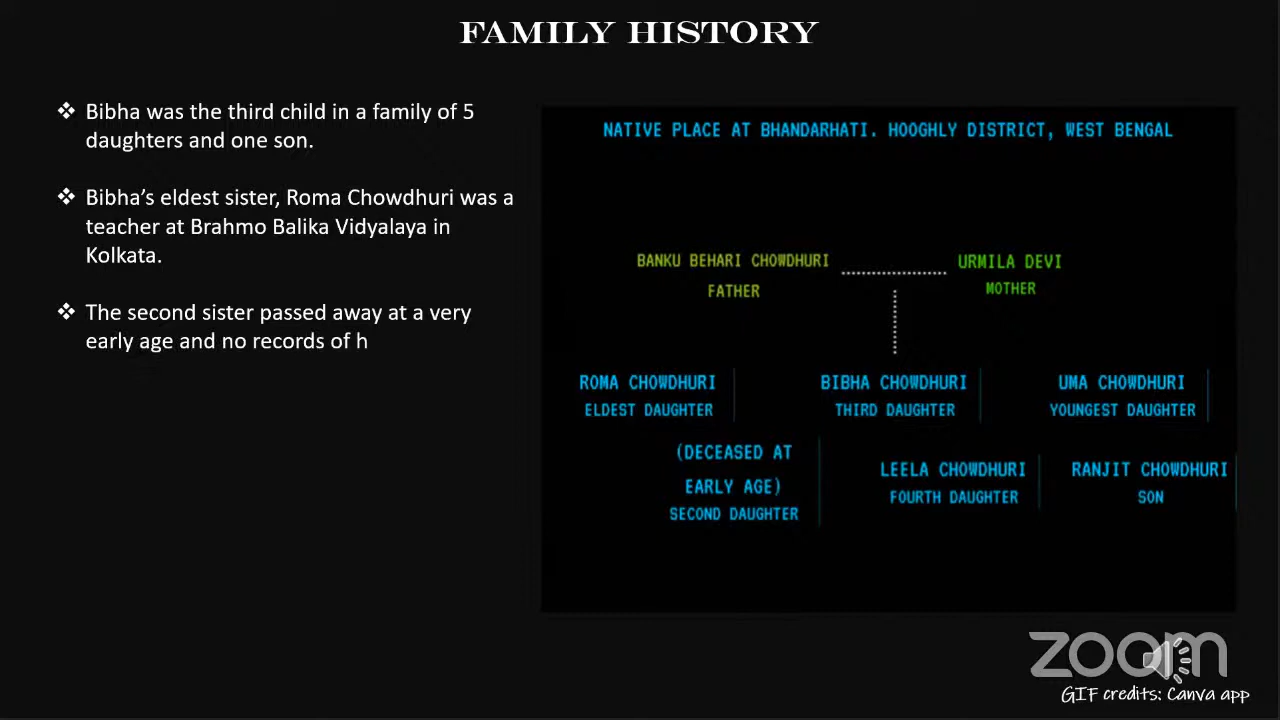 FAMILY HISTORY
❖ Bibha was the third child in a family of 5
daughters and one son.
❖ Bibha’s eldest sister, Roma Chowdhuri was a
teacher at Brahmo Balika Vidyalaya in
Kolkata.
❖ The second sister passed away at a very
early age and no records of h
NATIVE PLACE AT BHANDARHATI. HOOGHLY DISTRICT, WEST BENGAL
BANKU BEHARI CHOWDHURI
FATHER
URMILA DEVI
MOTHER
ROMA CHOWDHURI
ELDEST DAUGHTER
BIBHA CHOWDHURI
THIRD DAUGHTER
UMA CHOWDHURI
YOUNGEST DAUGHTER
(DECEASED AT
EARLY AGE)
SECOND DAUGHTER
LEELA CHOWDHURI
FOURTH DAUGHTER
RANJIT CHOWDHURI
SON
zoom
GIF credits: Canva app